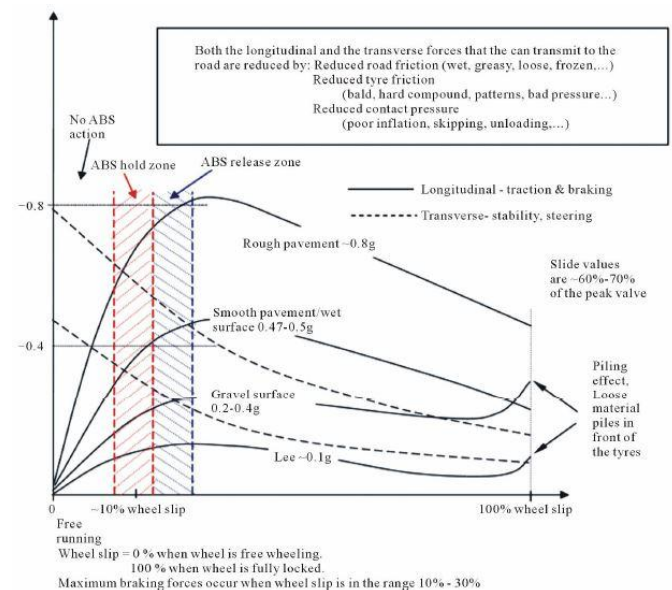 Both the longitudinal and the transverse forces that the can transmit to the
road are reduced by: Reduced road friction (wet, greasy, loose, frozen,...)
Reduced tyre friction
(bald, hard compound, patterns, bad pressure...)
Reduced contact pressure
(poor inflation, skipping, unloading,...)
No ABS
action
ABS hold zone
ABS release zone
~0.8
Longitudinal - traction & braking
Transverse- stability, steering
Rough pavement ~0.8g
Slide values
are ~60%-70%
of the peak valve
Smooth pavement/wet
surface 0.47-0.5g
~0.4
Gravel surface
0.2-0.4g
Piling
effect,
Loose
material
piles in
front of
the tyres
Lee ~0.1g
0
~10% wheel slip
100% wheel slip
Free
running
Wheel slip = 0 % when wheel is free wheeling.
100 % when wheel is fully locked.
Maximum braking forces occur when wheel slip is in the range 10% - 30%